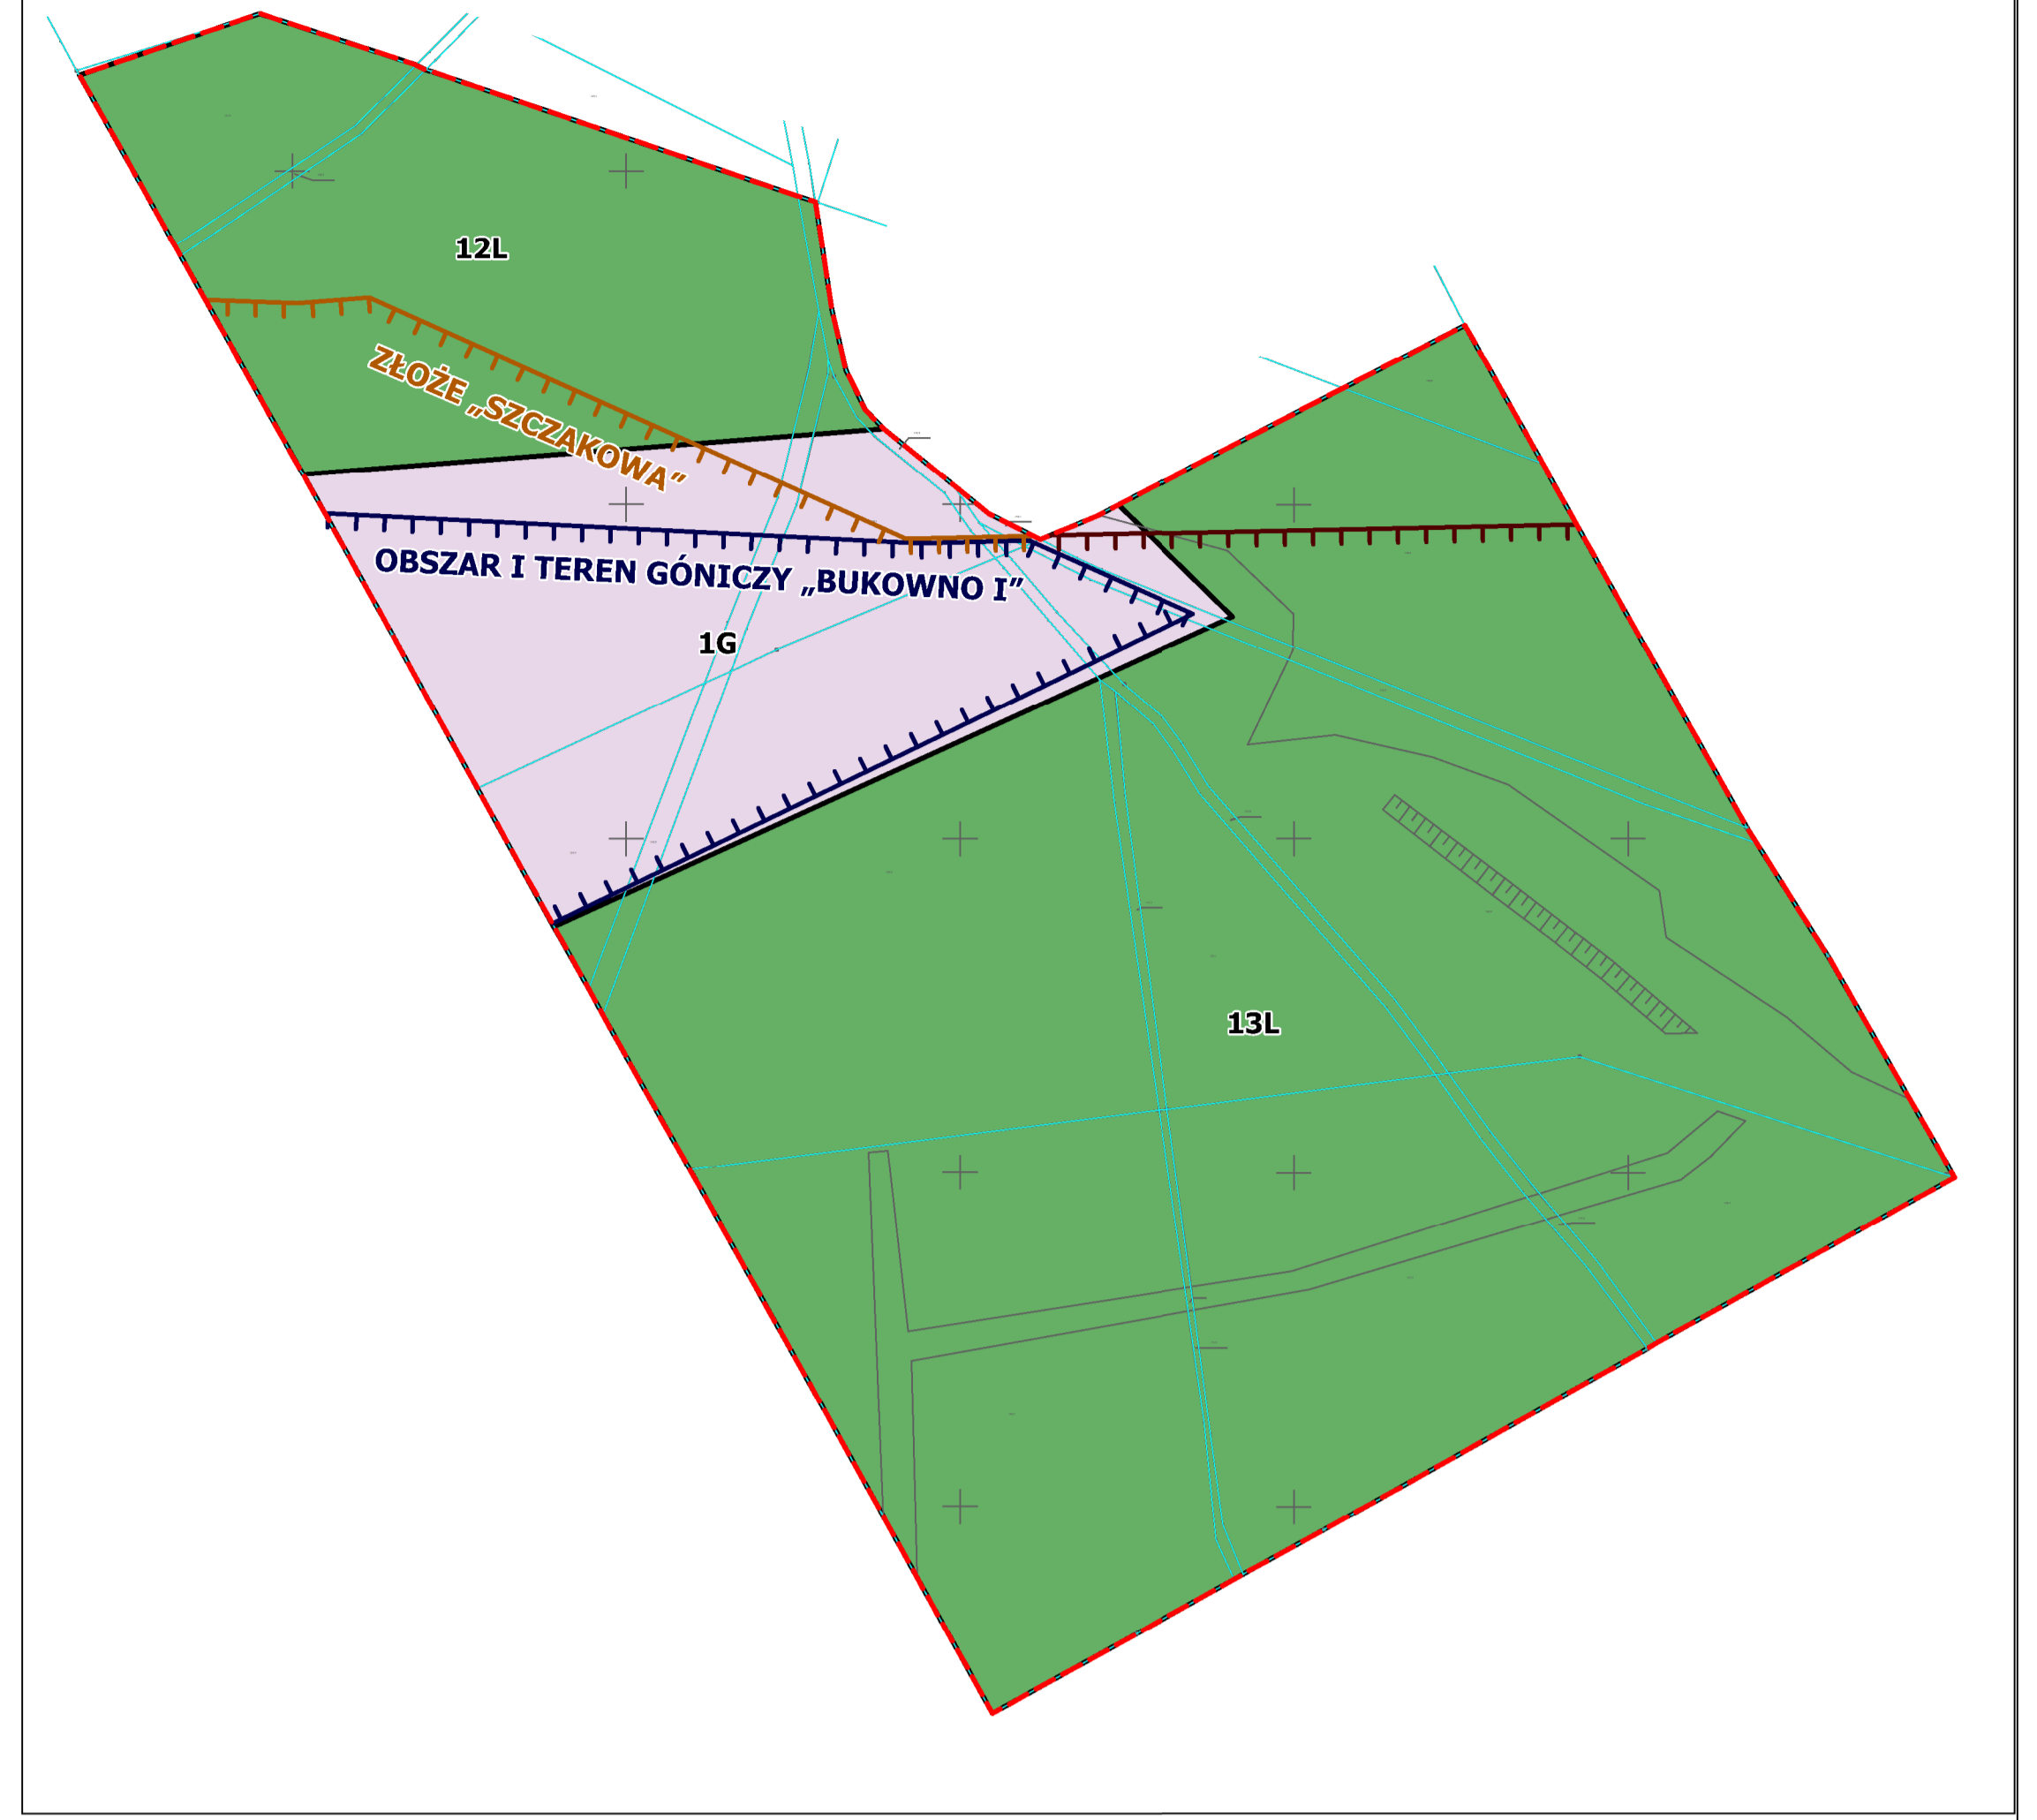 12L
ZŁOŻE „SZCZAKOWA”
OBSZAR I TEREN GÓNICZY „BUKOWNO I”
1G
13L